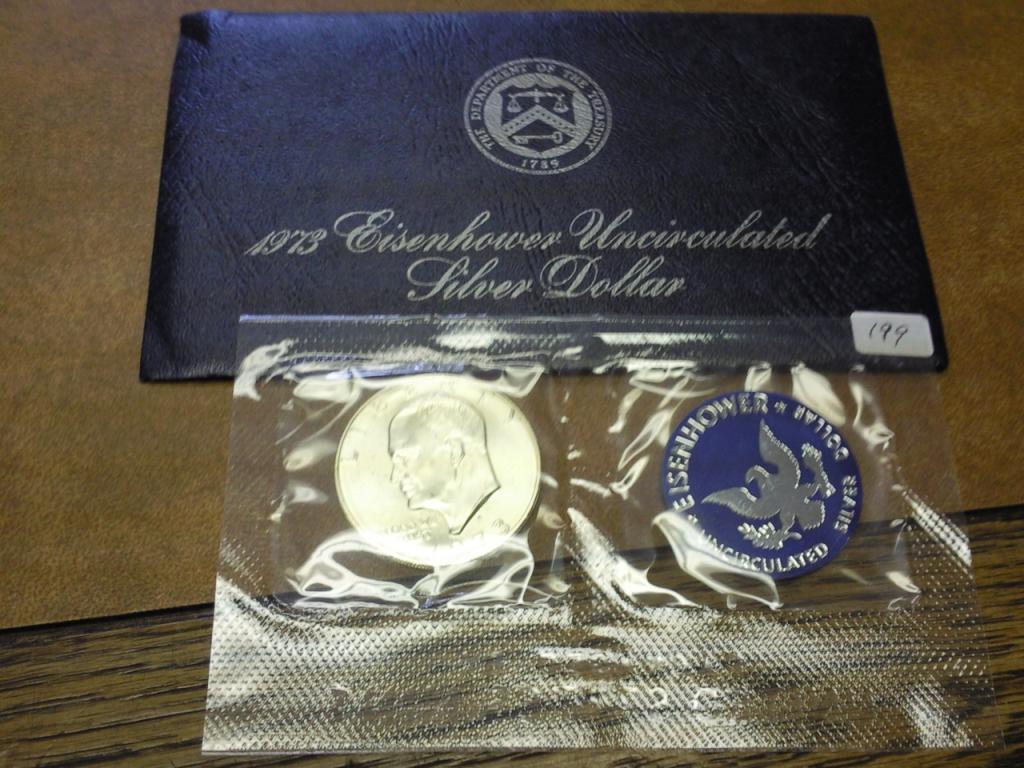 THE DEPARTMENT OF THE TREASURY
1789
1973 Eisenhower Uncirculated
Silver Dollar
199
EISENHOWER
UNCIRCULATED
SILVER DOLLAR